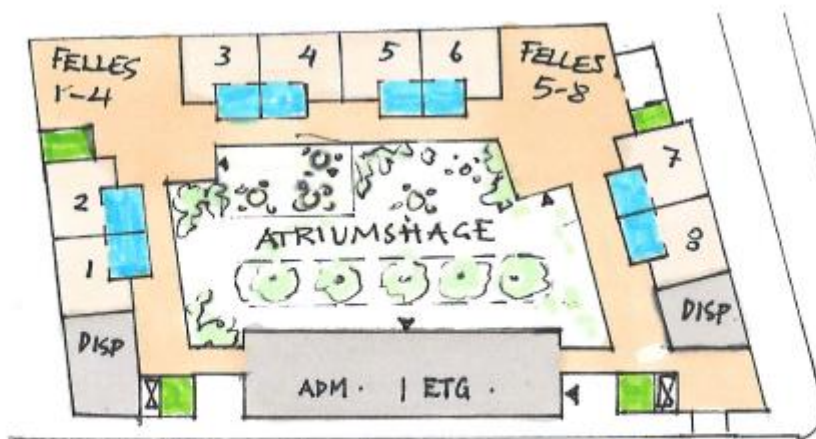 FELLES
1-4
3
4
5
6
FELLES
5-8
2
1
7
8
ATRIUMSHAGE
DISP
DISP.
ADM. 1 ETG.